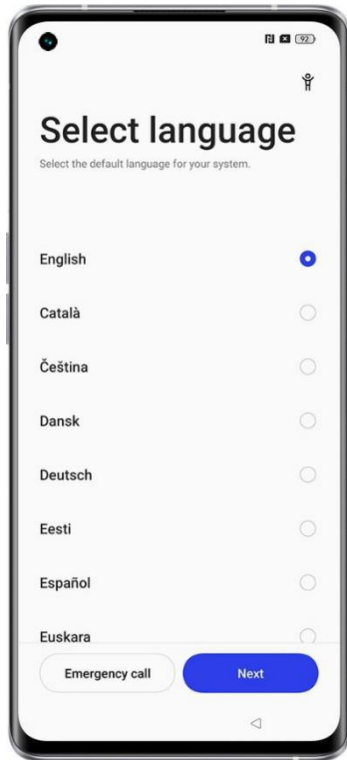 92
Select language
Select the default language for your system.
English
Català
Čeština
Dansk
Deutsch
Eesti
Español
Euskara
Emergency call
Next